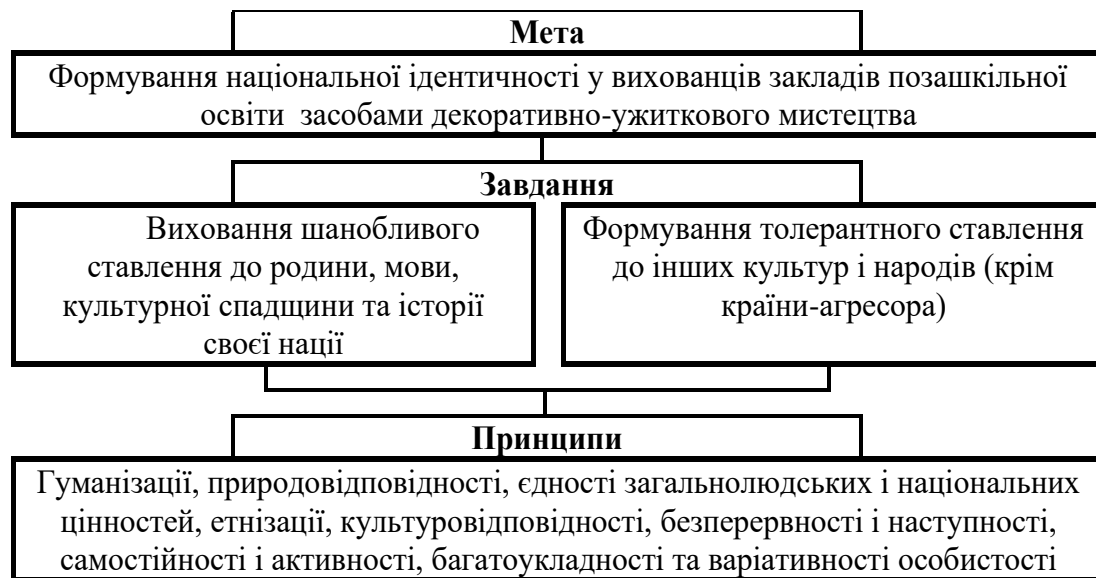 Мета
Формування національної ідентичності у вихованців закладів позашкільної
освіти засобами декоративно-ужиткового мистецтва
Завдання
Виховання шанобливого
ставлення до родини, мови,
культурної спадщини та історії
своєї нації
Формування толерантного ставлення
до інших культур і народів (крім
країни-агресора)
Принципи
Гуманізації, природовідповідності, єдності загальнолюдських і національних
цінностей, етнізації, культуровідповідності, безперервності і наступності,
самостійності і активності, багатоукладності та варіативності особистості